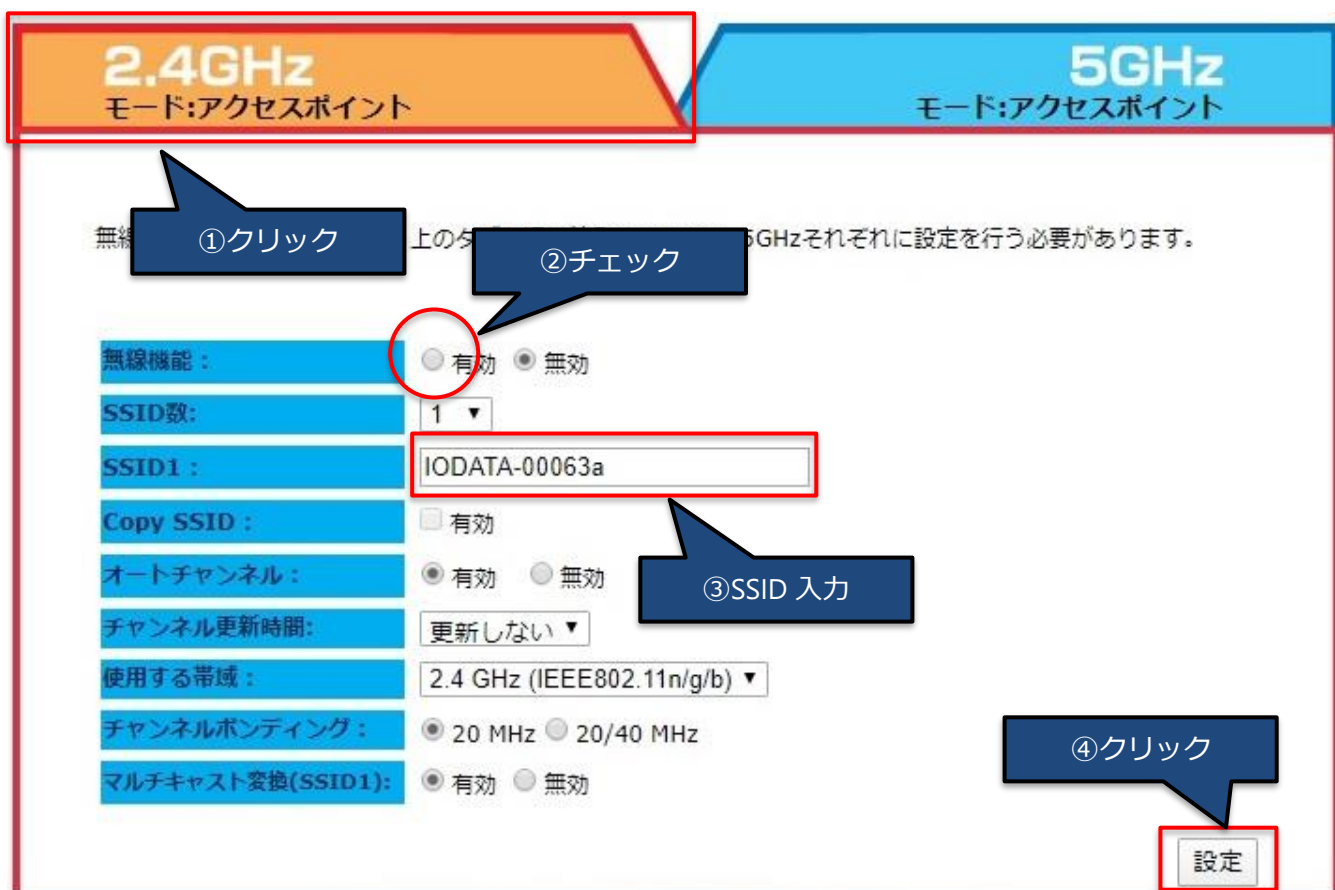 2.4GHz
モード:アクセスポイント
5GHz
モード:アクセスポイント
①クリック
無線 上のタ 5GHzそれぞれに設定を行う必要があります。
②チェック
無線機能： 有効 無効
SSID数: 1
SSID1： IODATA-00063a
Copy SSID： 有効
オートチャンネル： 有効 無効
③SSID 入力
チャンネル更新時間: 更新しない
使用する帯域： 2.4 GHz (IEEE802.11n/g/b)
チャンネルボンディング： 20 MHz 20/40 MHz
④クリック
マルチキャスト変換(SSID1): 有効 無効
設定